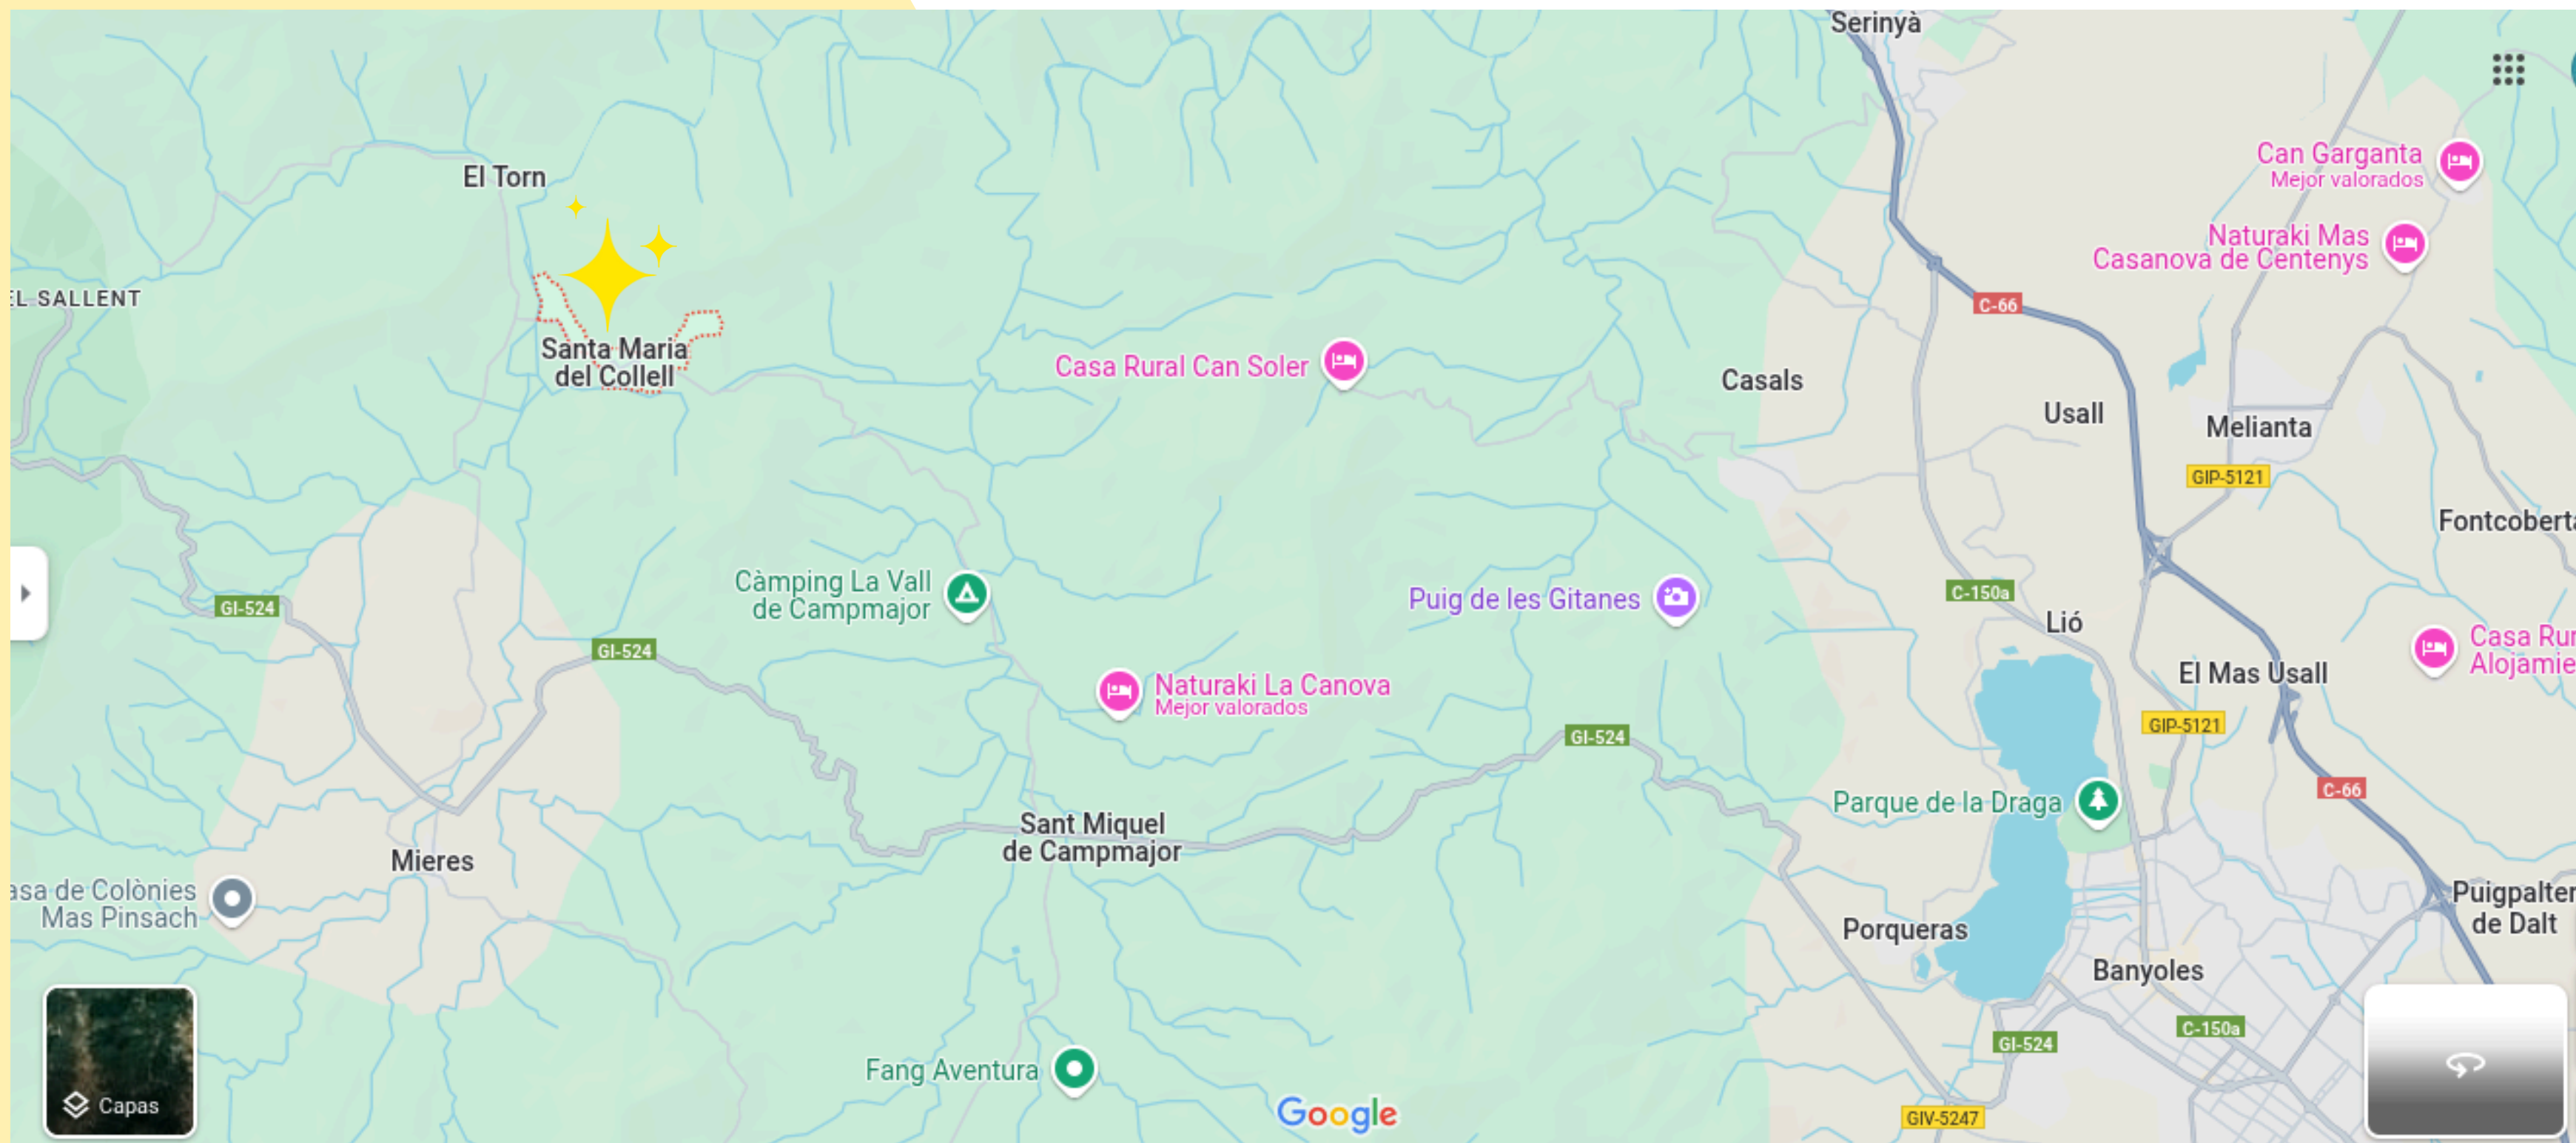 Serinyà
Can Garganta
Mejor valorados
El Torn
Naturaki Mas
Casanova de Centenys
EL SALLENT
C-66
Santa Maria
del Collell
Casa Rural Can Soler
Casals
Usall
Melianta
GIP-5121
Fontcoberta
Càmping La Vall
de Campmajor
Puig de les Gitanes
C-150a
GI-524
Lió
GI-524
Casa Rur
Alojamie
El Mas Usall
Naturaki La Canova
Mejor valorados
GIP-5121
GI-524
C-66
Parque de la Draga
Sant Miquel
de Campmajor
Mieres
asa de Colònies
Mas Pinsach
Puigpalter
de Dalt
Porqueras
Banyoles
C-150a
GI-524
Fang Aventura
Capas
Google
GIV-5247